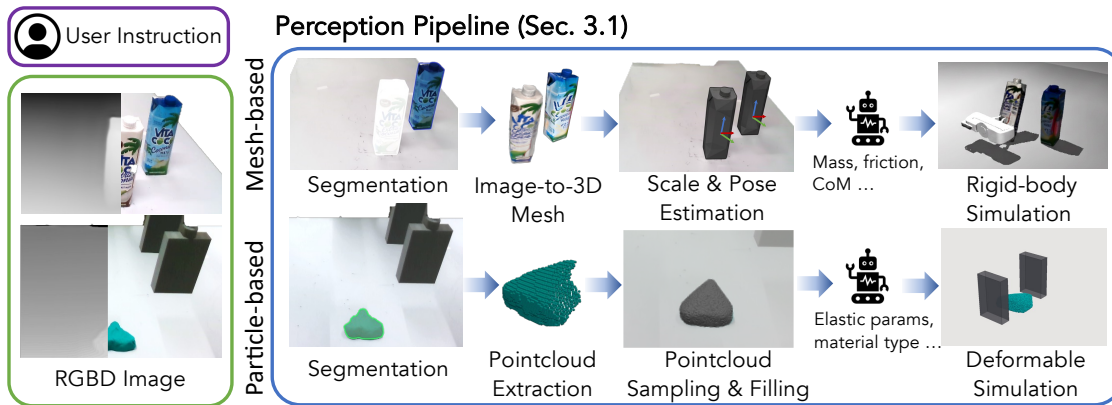 User Instruction
Perception Pipeline (Sec. 3.1)
Mesh-based
Segmentation
Image-to-3D
Mesh
Scale & Pose
Estimation
Mass, friction,
CoM ...
Rigid-body
Simulation
RGBD Image
Particle-based
Segmentation
Pointcloud
Extraction
Pointcloud
Sampling & Filling
Elastic params,
material type ...
Deformable
Simulation
VITA
COCO